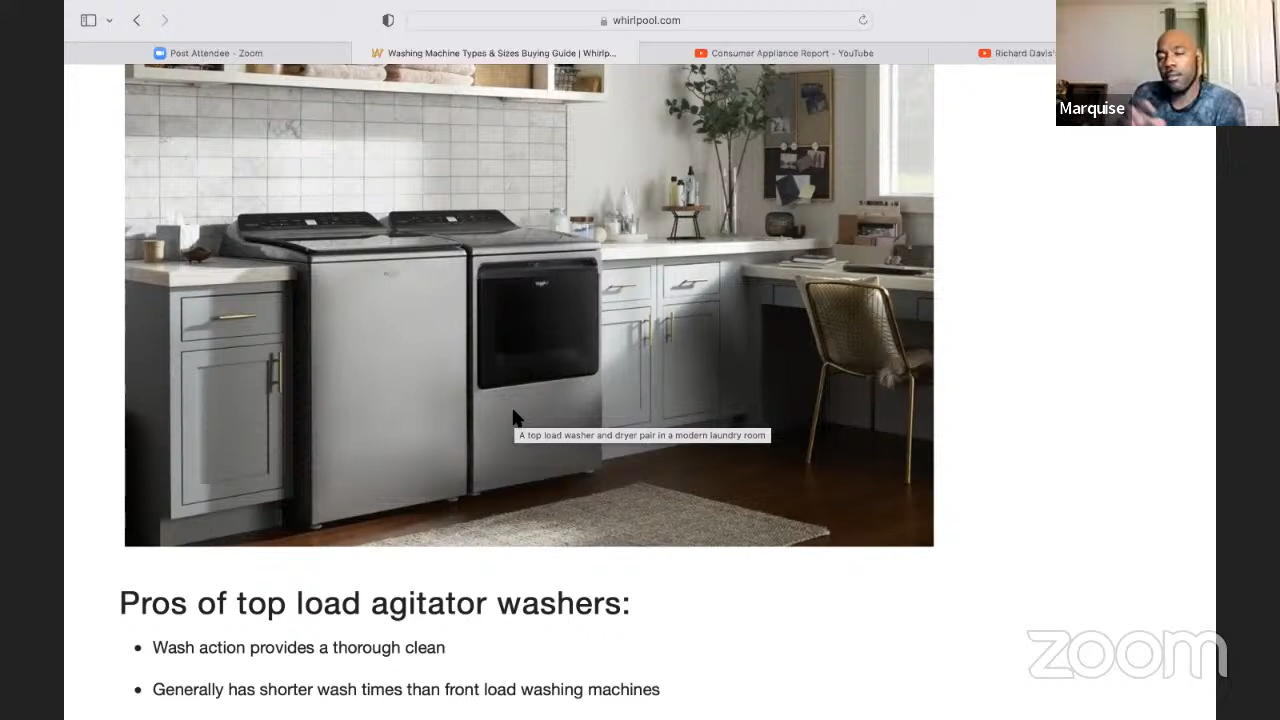 whirlpool.com
Post Attendee - Zoom
Washing Machine Types & Sizes Buying Guide | Whirlp...
Consumer Appliance Report - YouTube
Richard Davis'
Marquise
A top load washer and dryer pair in a modern laundry room
Pros of top load agitator washers:
• Wash action provides a thorough clean
• Generally has shorter wash times than front load washing machines
zoom